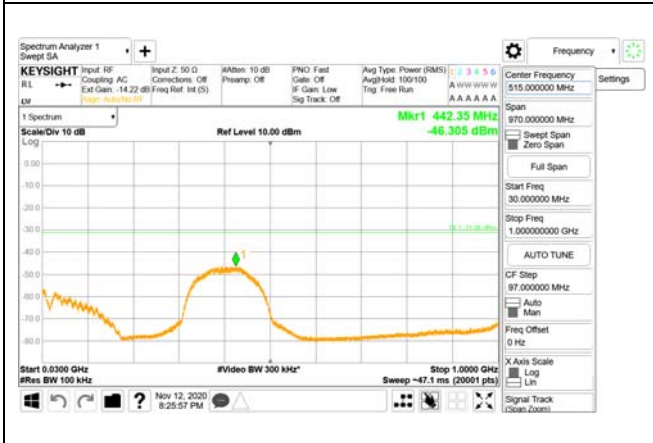 Spectrum Analyzer 1
Swept SA
+
Frequency
Settings
KEYSIGHT
RL
Input: RF
Coupling: AC
Ext Gain: -14.22 dB
Align: Auto/No RF
Input Z: 50 Ω
Corrections: Off
Freq Ref: Int (S)
#Atten: 10 dB
Preamp: Off
PNO: Fast
Gate: Off
IF Gain: Low
Sig Track: Off
Avg Type: Power (RMS)
Avg|Hold: 100/100
Trig: Free Run
1 2 3 4 5 6
A W W W W W
A A A A A A
1 Spectrum
Scale/Div 10 dB
Log
Ref Level 10.00 dBm
Mkr1 442.35 MHz
-46.305 dBm
0.00
-10.0
-20.0
-30.0
-40.0
-50.0
-60.0
-70.0
-80.0
1
Start 0.0300 GHz
#Res BW 100 kHz
#Video BW 300 kHz*
Stop 1.0000 GHz
Sweep ~47.1 ms (20001 pts)
Nov 12, 2020
8:25:57 PM
?
Center Frequency
515.000000 MHz
Span
970.000000 MHz
Swept Span
Zero Span
Full Span
Start Freq
30.000000 MHz
Stop Freq
1.000000000 GHz
AUTO TUNE
CF Step
97.000000 MHz
Auto
Man
Freq Offset
0 Hz
X Axis Scale
Log
Lin
Signal Track
(Span Zoom)